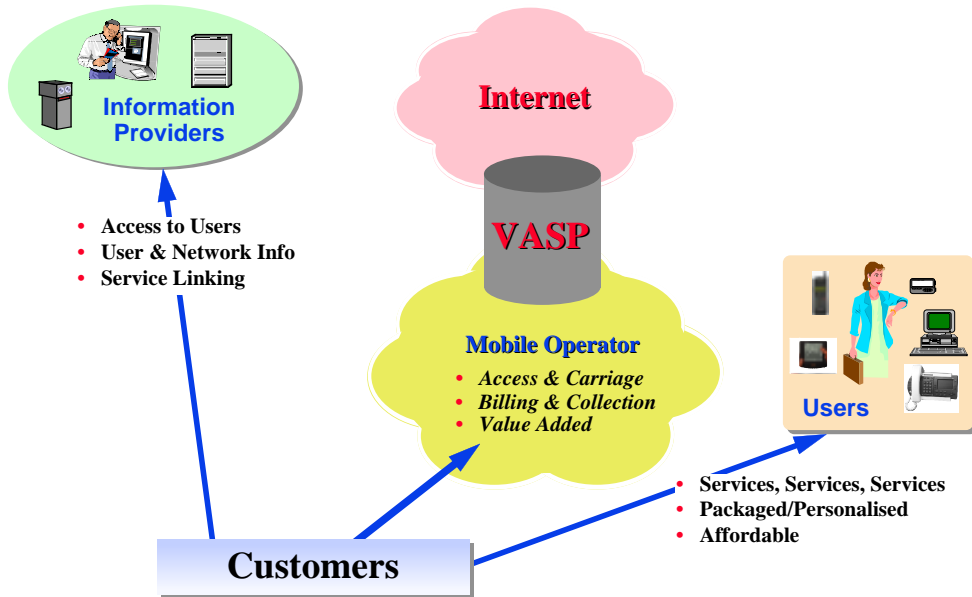 Information
Providers
Internet
• Access to Users
• User & Network Info
• Service Linking
VASP
Mobile Operator
• Access & Carriage
• Billing & Collection
• Value Added
Users
• Services, Services, Services
• Packaged/Personalised
• Affordable
Customers